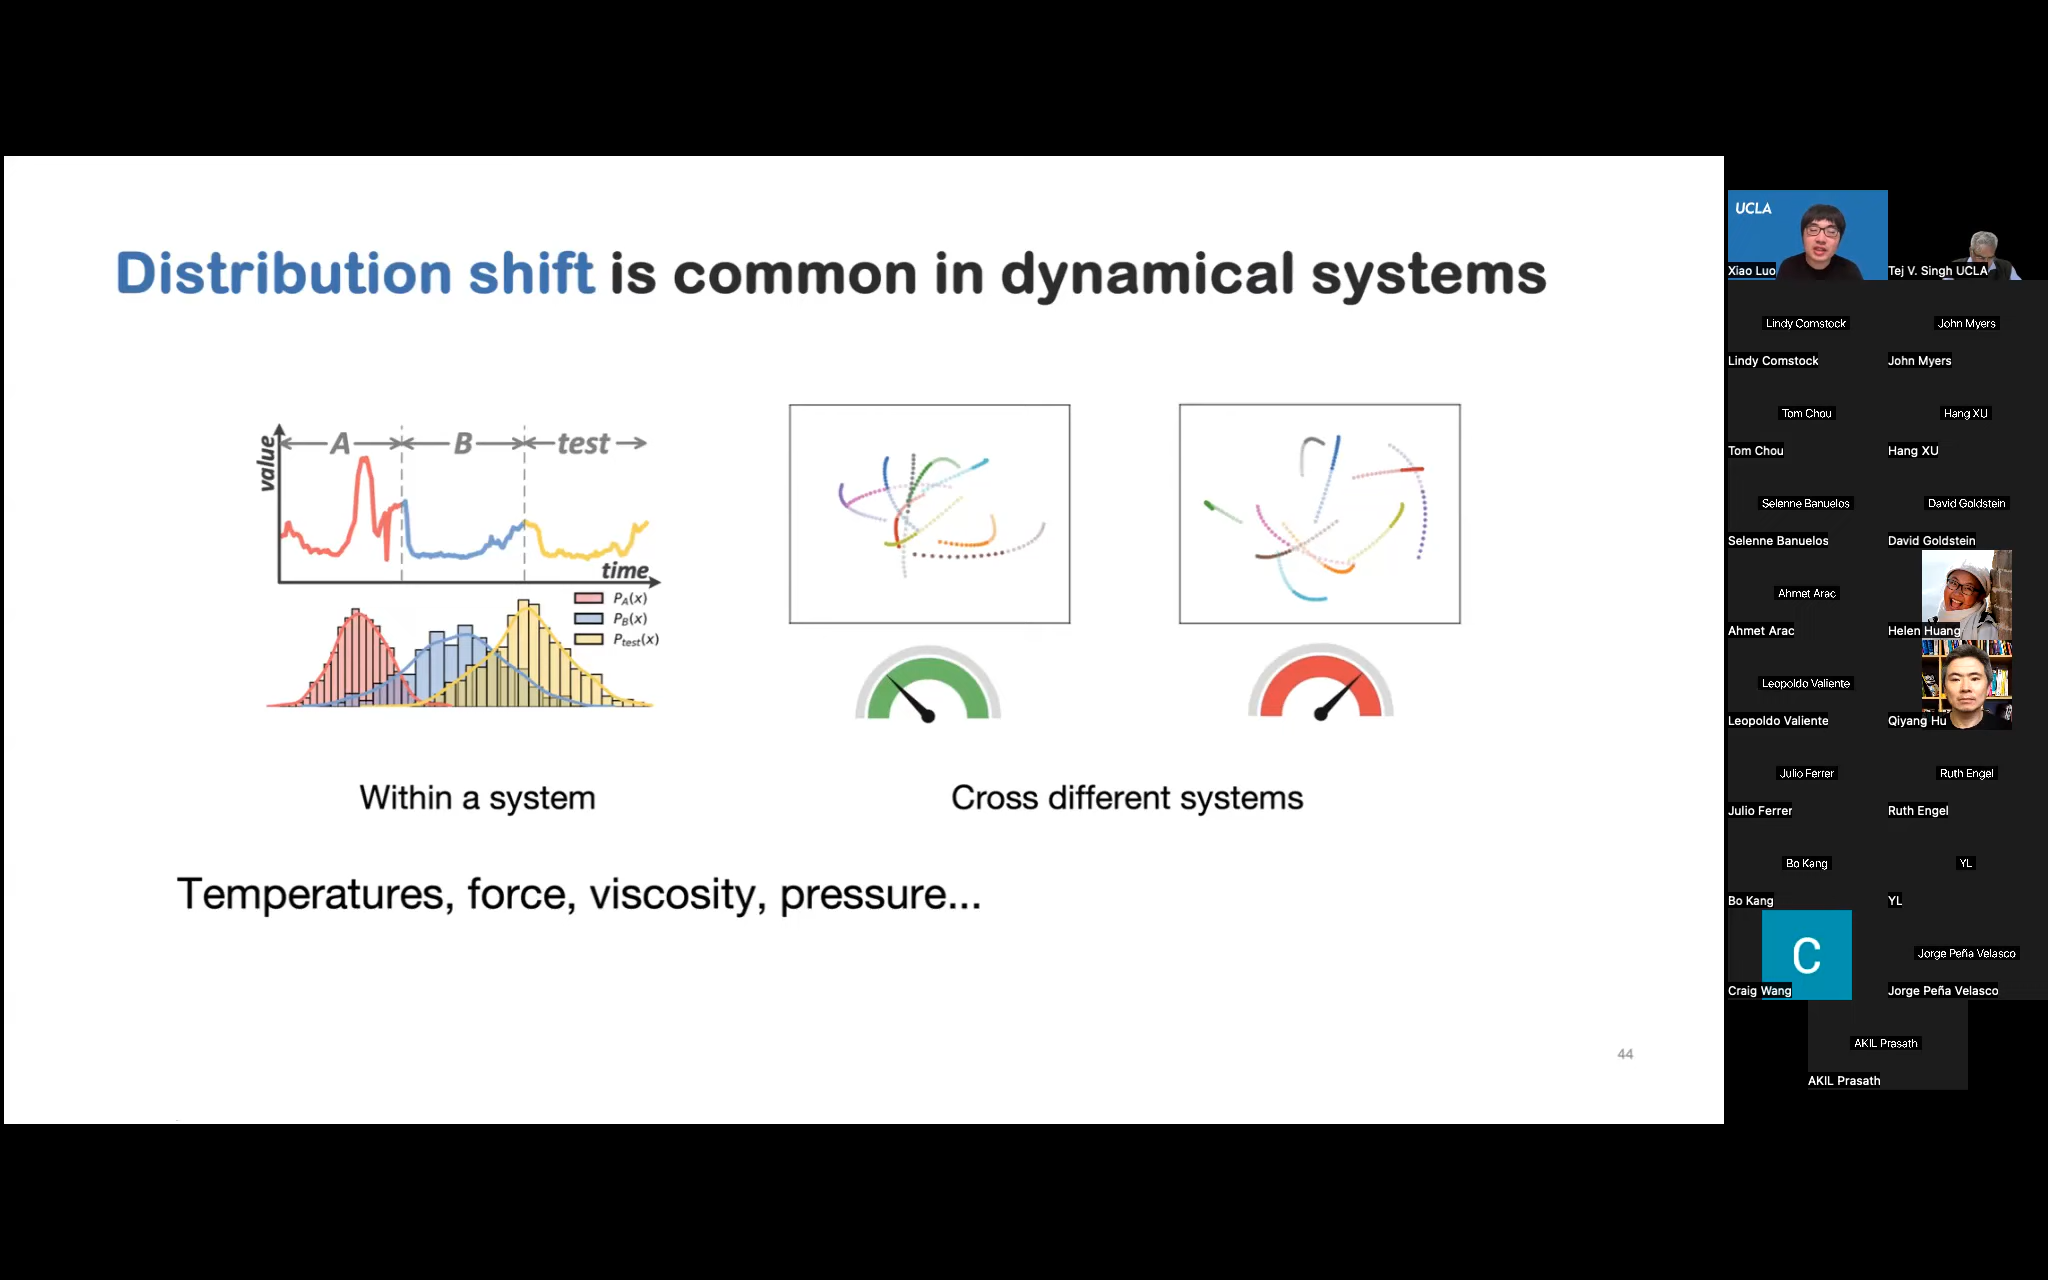 Distribution shift is common in dynamical systems
value
A
B
test
time
PA(x)
PB(x)
Ptest(x)
Within a system
Cross different systems
Temperatures, force, viscosity, pressure...
44
UCLA
Xiao Luo
Tej V. Singh UCLA
Lindy Comstock
John Myers
Lindy Comstock
John Myers
Tom Chou
Hang XU
Tom Chou
Hang XU
Selenne Banuelos
David Goldstein
Selenne Banuelos
David Goldstein
Ahmet Arac
Ahmet Arac
Helen Huang
Leopoldo Valiente
Leopoldo Valiente
Qiyang Hu
Julio Ferrer
Ruth Engel
Julio Ferrer
Ruth Engel
Bo Kang
YL
Bo Kang
YL
C
Jorge Peña Velasco
Craig Wang
Jorge Peña Velasco
AKIL Prasath
AKIL Prasath